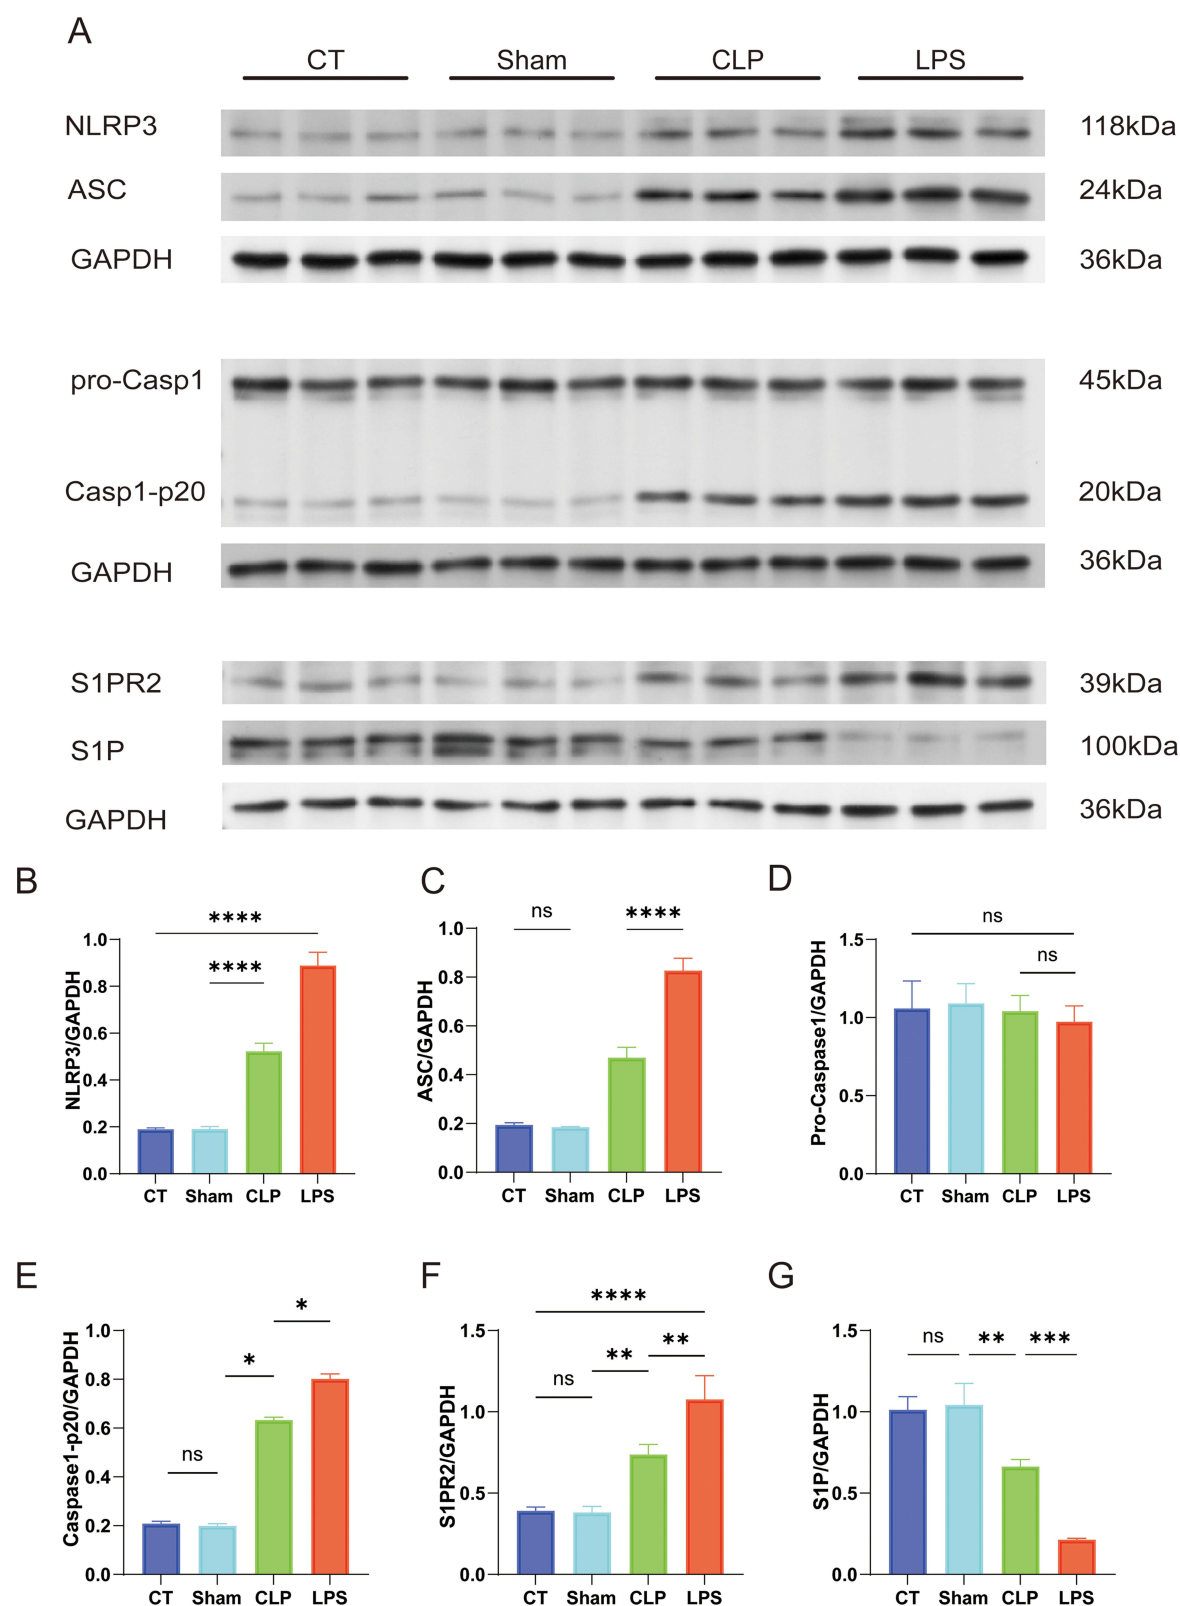 A
CT Sham CLP LPS
NLRP3 118kDa
ASC 24kDa
GAPDH 36kDa
pro-Casp1 45kDa
Casp1-p20 20kDa
GAPDH 36kDa
S1PR2 39kDa
S1P 100kDa
GAPDH 36kDa
B
****
****
NLRP3/GAPDH
1.0
0.8
0.6
0.4
0.2
0.0
CT Sham CLP LPS
C
ns ****
ASC/GAPDH
1.0
0.8
0.6
0.4
0.2
0.0
CT Sham CLP LPS
D
ns
ns
Pro-Caspase1/GAPDH
1.5
1.0
0.5
0.0
CT Sham CLP LPS
E
*
*
ns
Caspase1-p20/GAPDH
1.0
0.8
0.6
0.4
0.2
0.0
CT Sham CLP LPS
F
****
**
**
ns
S1PR2/GAPDH
1.5
1.0
0.5
0.0
CT Sham CLP LPS
G
ns ** ***
S1P/GAPDH
1.5
1.0
0.5
0.0
CT Sham CLP LPS